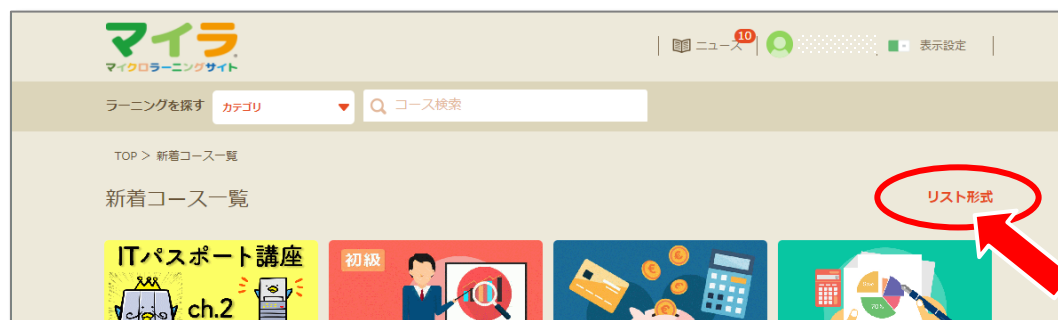 マイラ
マイクロラーニングサイト
ニュース 10
表示設定
ラーニングを探す カテゴリ コース検索
TOP > 新着コース一覧
新着コース一覧
リスト形式
ITパスポート講座
ch.2
初級
70%